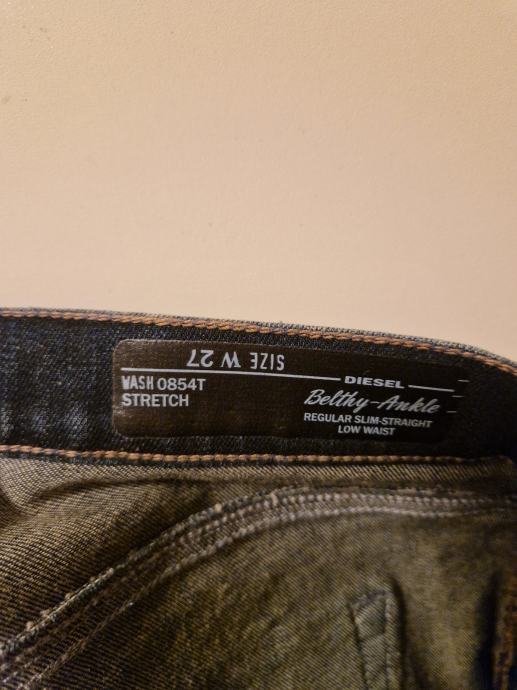 SIZE W 27
WASH 0854T
STRETCH
DIESEL
Belthy-Ankle
REGULAR SLIM-STRAIGHT
LOW WAIST